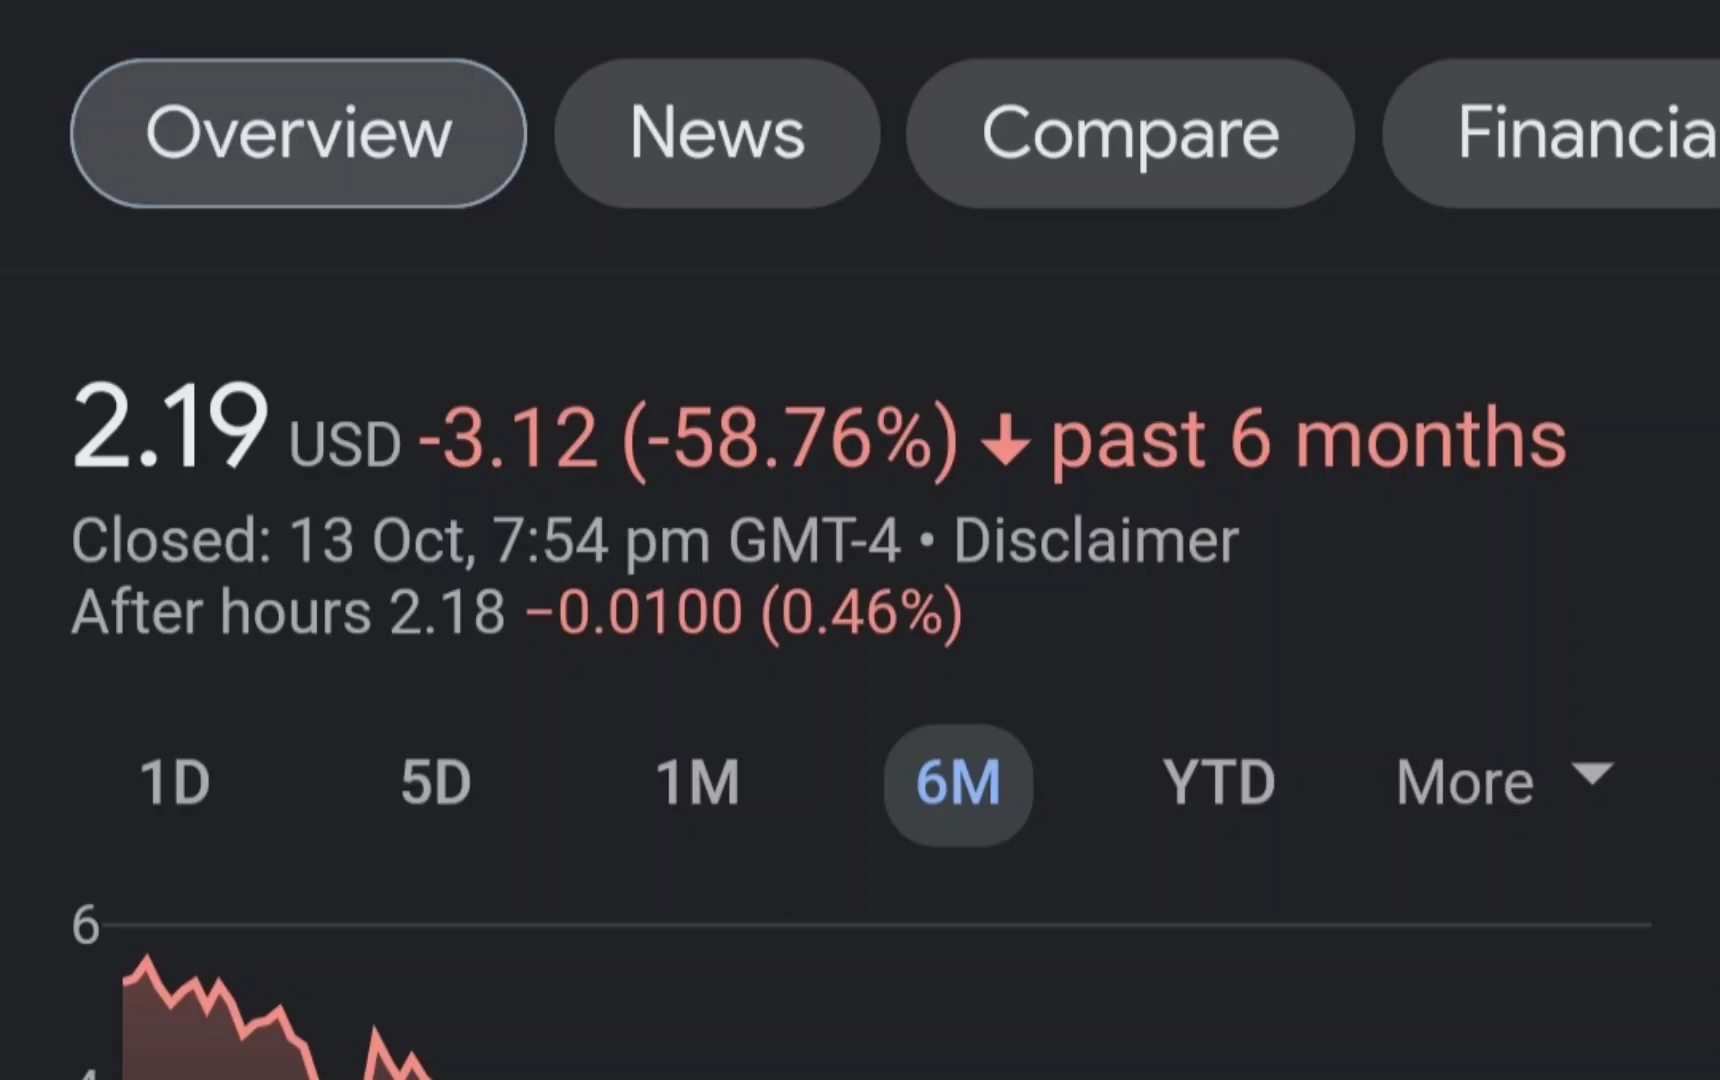 Overview News Compare Financia
2.19 USD -3.12 (-58.76%) ↓ past 6 months
Closed: 13 Oct, 7:54 pm GMT-4 • Disclaimer
After hours 2.18 −0.0100 (0.46%)
1D 5D 1M 6M YTD More
6
4